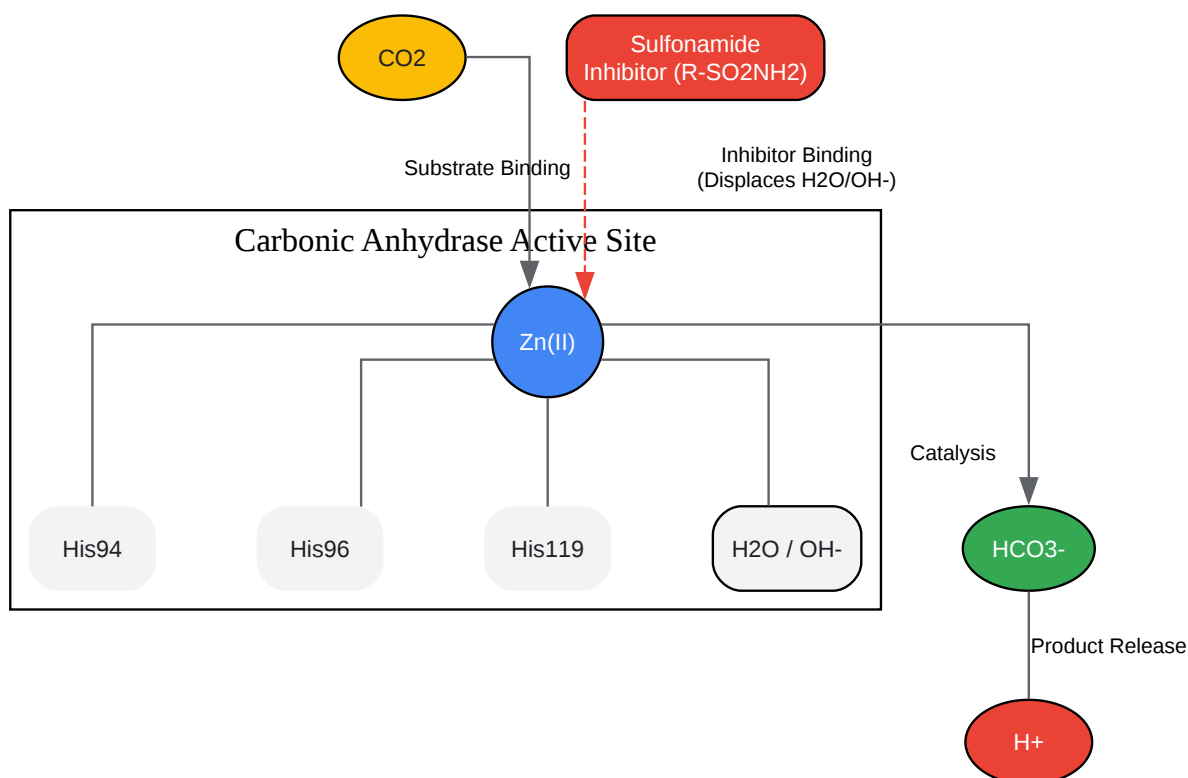 CO2
Sulfonamide
Inhibitor (R-SO2NH2)
Substrate Binding
Inhibitor Binding
(Displaces H2O/OH-)
Carbonic Anhydrase Active Site
Zn(II)
Catalysis
His94
His96
His119
H2O / OH-
HCO3-
Product Release
H+